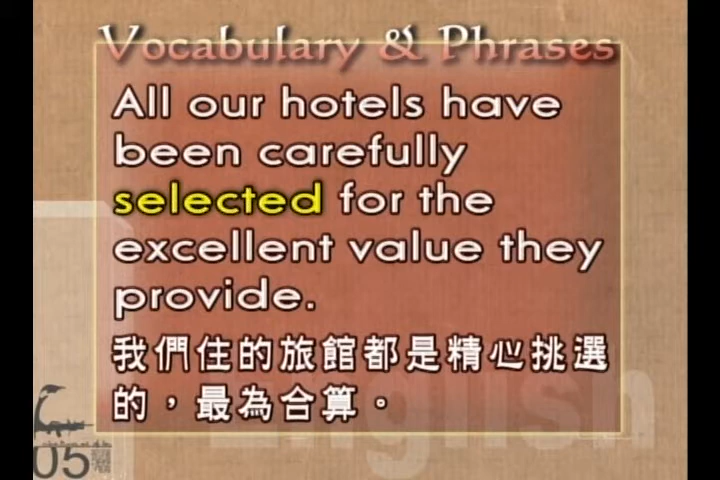 Vocabulary & Phrases
All our hotels have
been carefully
selected for the
excellent value they
provide.
我們住的旅館都是精心挑選
的，最為合算。
English
05